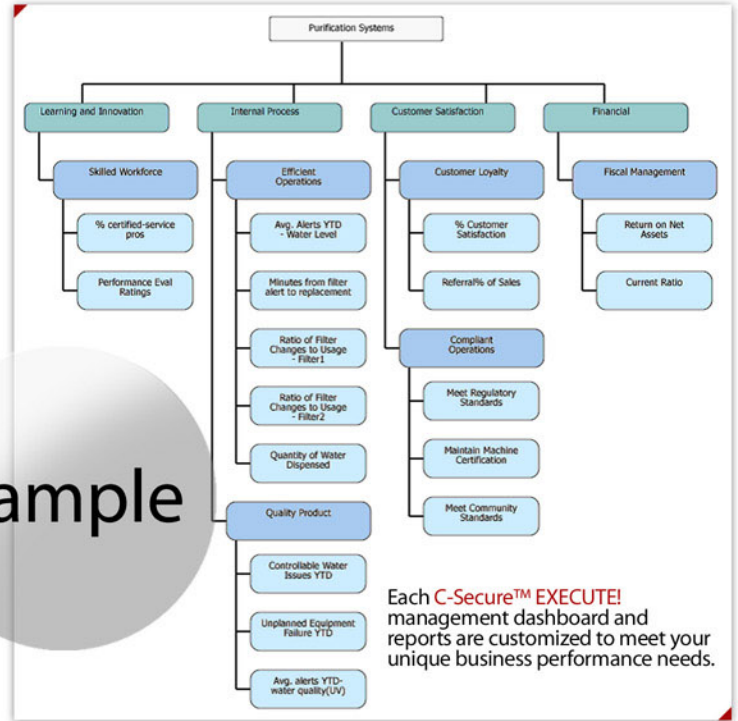 Purification Systems
Learning and Innovation
Internal Process
Customer Satisfaction
Financial
Skilled Workforce
% certified-service
pros
Performance Eval
Ratings
Efficient
Operations
Avg. Alerts YTD
- Water Level
Minutes from filter
alert to replacement
Ratio of Filter
Changes to Usage
- Filter1
Ratio of Filter
Changes to Usage
- Filter2
Quantity of Water
Dispensed
Quality Product
Controllable Water
Issues YTD
Unplanned Equipment
Failure YTD
Avg. alerts YTD-
water quality(UV)
Customer Loyalty
% Customer
Satisfaction
Referral% of Sales
Compliant
Operations
Meet Regulatory
Standards
Maintain Machine
Certification
Meet Community
Standards
Fiscal Management
Return on Net
Assets
Current Ratio
ample
Each C-Secure™ EXECUTE!
management dashboard and
reports are customized to meet your
unique business performance needs.